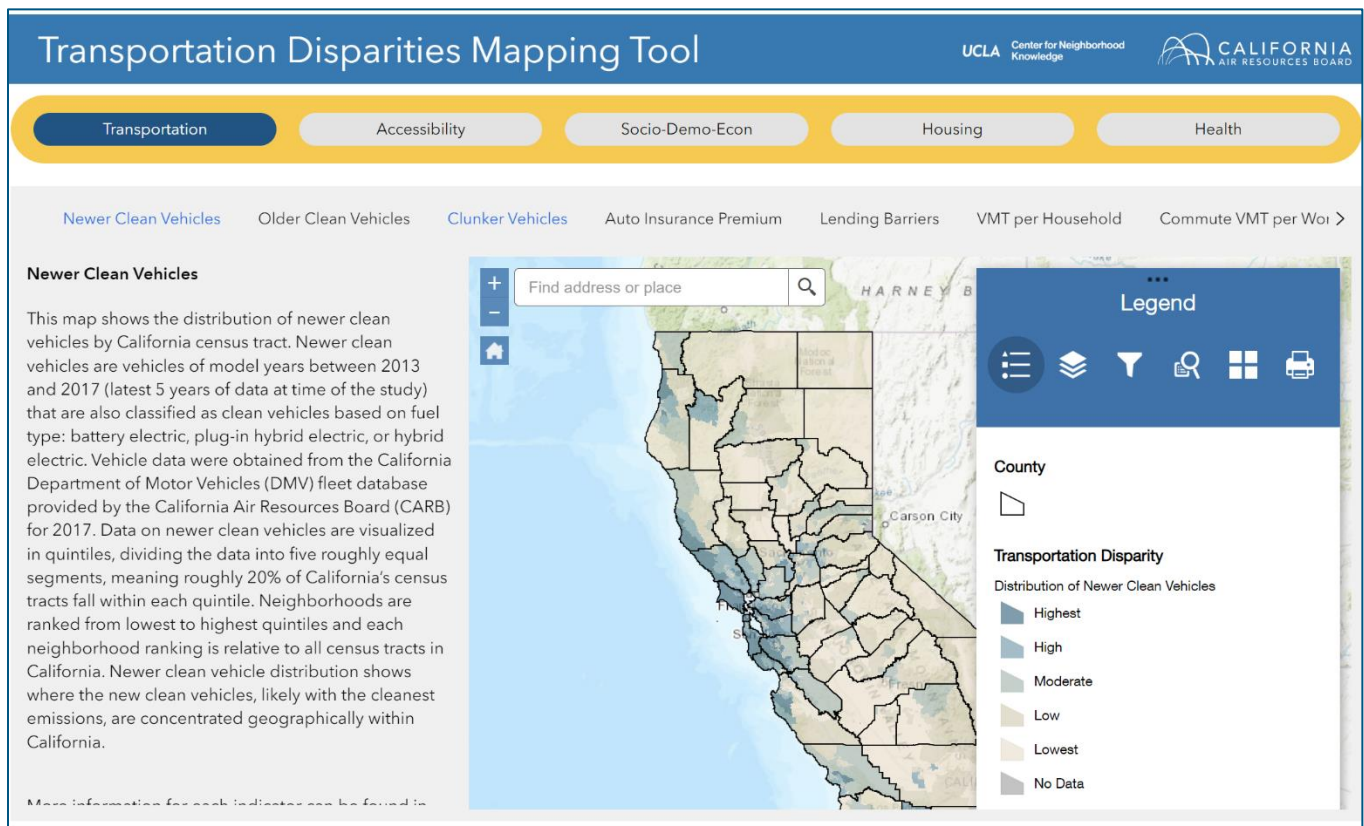 Transportation Disparities Mapping Tool
UCLA Center for Neighborhood
Knowledge
CALIFORNIA
AIR RESOURCES BOARD
Transportation
Accessibility
Socio-Demo-Econ
Housing
Health
Newer Clean Vehicles
Older Clean Vehicles
Clunker Vehicles
Auto Insurance Premium
Lending Barriers
VMT per Household
Commute VMT per Wor
Newer Clean Vehicles
This map shows the distribution of newer clean
vehicles by California census tract. Newer clean
vehicles are vehicles of model years between 2013
and 2017 (latest 5 years of data at time of the study)
that are also classified as clean vehicles based on fuel
type: battery electric, plug-in hybrid electric, or hybrid
electric. Vehicle data were obtained from the California
Department of Motor Vehicles (DMV) fleet database
provided by the California Air Resources Board (CARB)
for 2017. Data on newer clean vehicles are visualized
in quintiles, dividing the data into five roughly equal
segments, meaning roughly 20% of California's census
tracts fall within each quintile. Neighborhoods are
ranked from lowest to highest quintiles and each
neighborhood ranking is relative to all census tracts in
California. Newer clean vehicle distribution shows
where the new clean vehicles, likely with the cleanest
emissions, are concentrated geographically within
California.
More information for each indicator can be found in
Find address or place
HARNEY B
Carson City
Fresno
Legend
County
Transportation Disparity
Distribution of Newer Clean Vehicles
Highest
High
Moderate
Low
Lowest
No Data